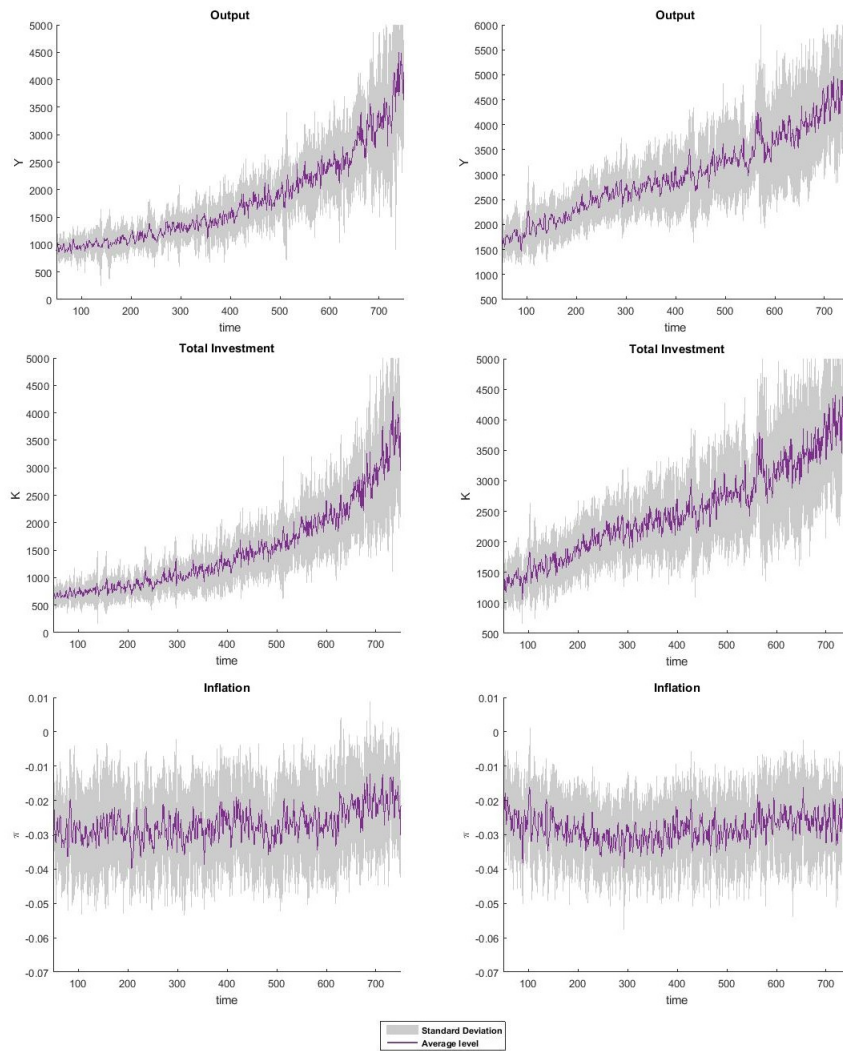 Output
5000
4500
4000
3500
3000
2500
2000
1500
1000
500
0
Y
100 200 300 400 500 600 700
time
Output
6000
5500
5000
4500
4000
3500
3000
2500
2000
1500
1000
500
Y
100 200 300 400 500 600 700
time
Total Investment
5000
4500
4000
3500
3000
2500
2000
1500
1000
500
0
K
100 200 300 400 500 600 700
time
Total Investment
5000
4500
4000
3500
3000
2500
2000
1500
1000
500
K
100 200 300 400 500 600 700
time
Inflation
0.01
0
-0.01
-0.02
-0.03
-0.04
-0.05
-0.06
-0.07
π
100 200 300 400 500 600 700
time
Inflation
0.01
0
-0.01
-0.02
-0.03
-0.04
-0.05
-0.06
-0.07
π
100 200 300 400 500 600 700
time
Standard Deviation
Average level